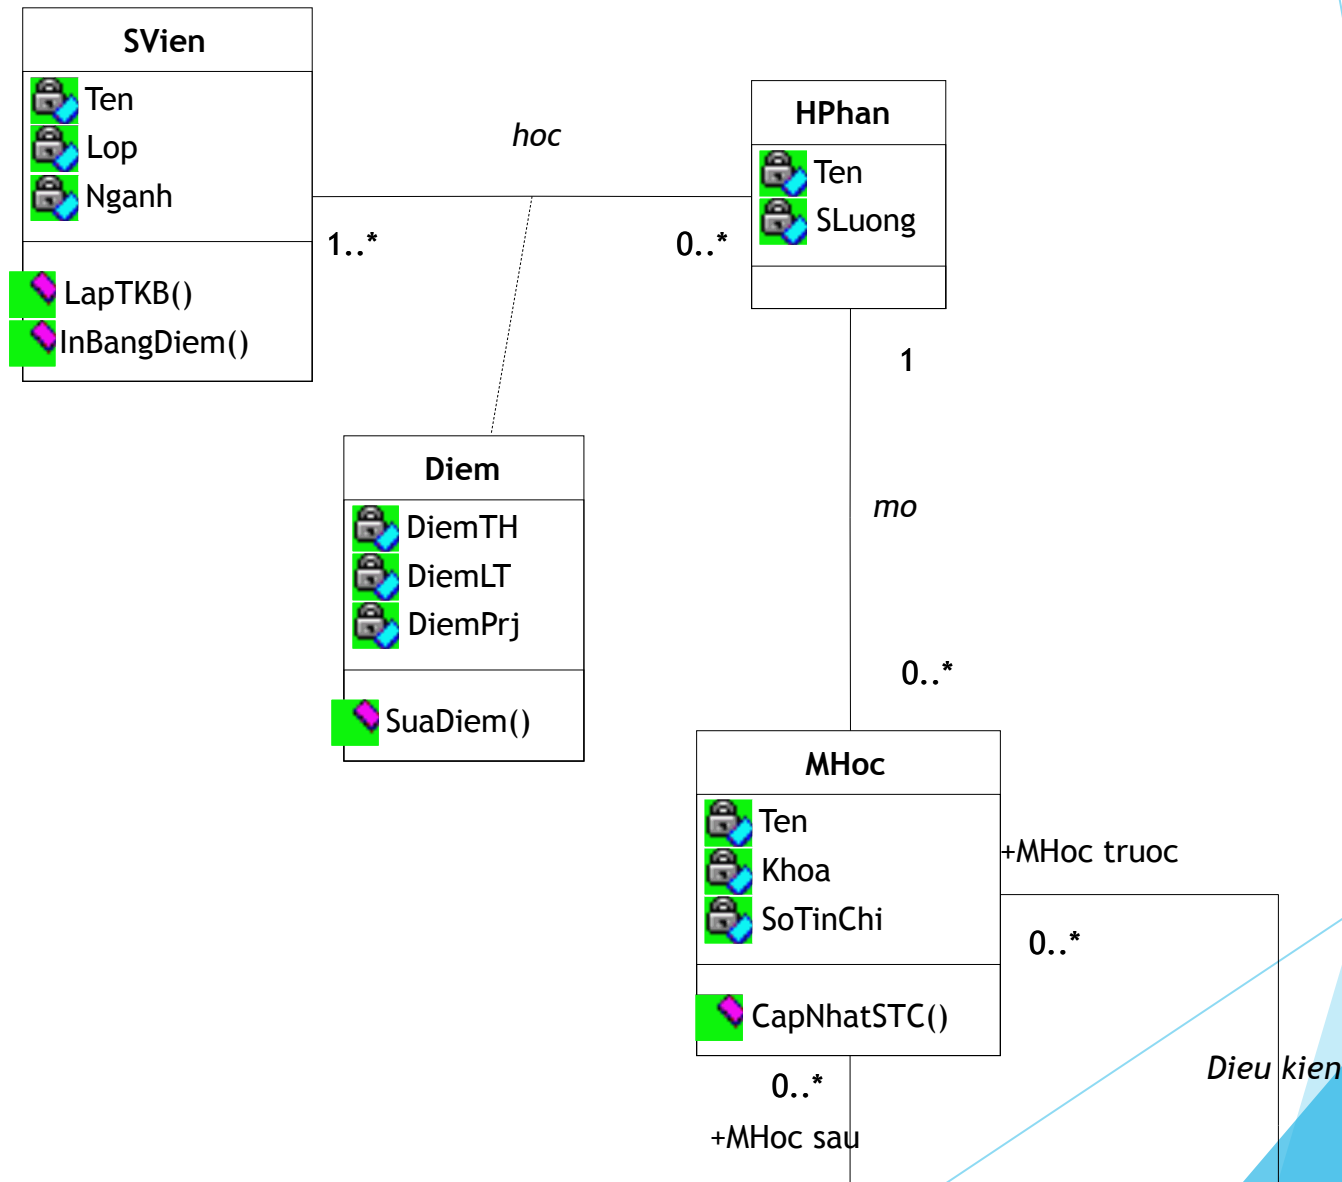 SVien
Ten
Lop
Nganh
LapTKB()
InBangDiem()
hoc
1..*
0..*
HPhan
Ten
SLuong
1
mo
0..*
Diem
DiemTH
DiemLT
DiemPrj
SuaDiem()
MHoc
Ten
Khoa
SoTinChi
CapNhatSTC()
+MHoc truoc
0..*
Dieu kien
0..*
+MHoc sau